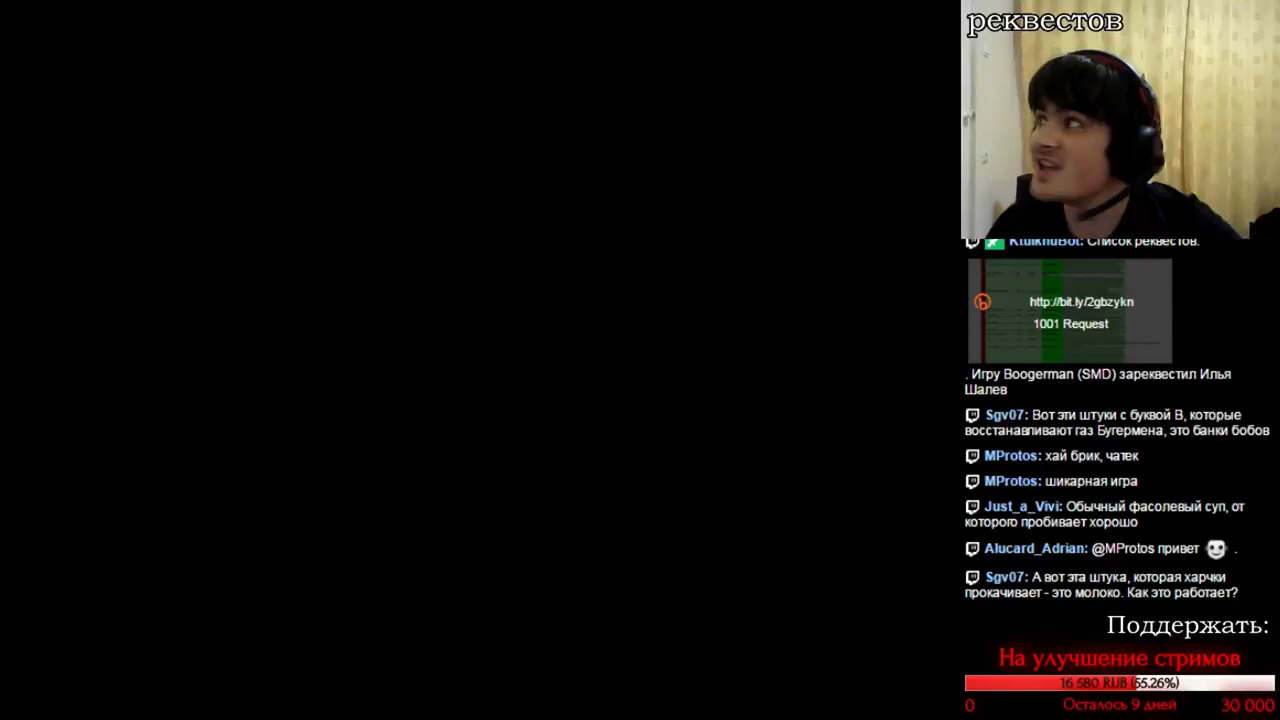 реквестов
KtulkhuBot: Список реквестов.
http://bit.ly/2gbzykn
1001 Request
. Игру Boogerman (SMD) зареквестил Илья
Шалев
Sgv07: Вот эти штуки с буквой В, которые
восстанавливают газ Бугермена, это банки бобов
MProtos: хай брик, чатек
MProtos: шикарная игра
Just_a_Vivi: Обычный фасолевый суп, от
которого пробивает хорошо
Alucard_Adrian: @MProtos привет .
Sgv07: А вот эта штука, которая харчки
прокачивает - это молоко. Как это работает?
Поддержать:
На улучшение стримов
16 580 RUB (55.26%)
0 Осталось 9 дней 30 000